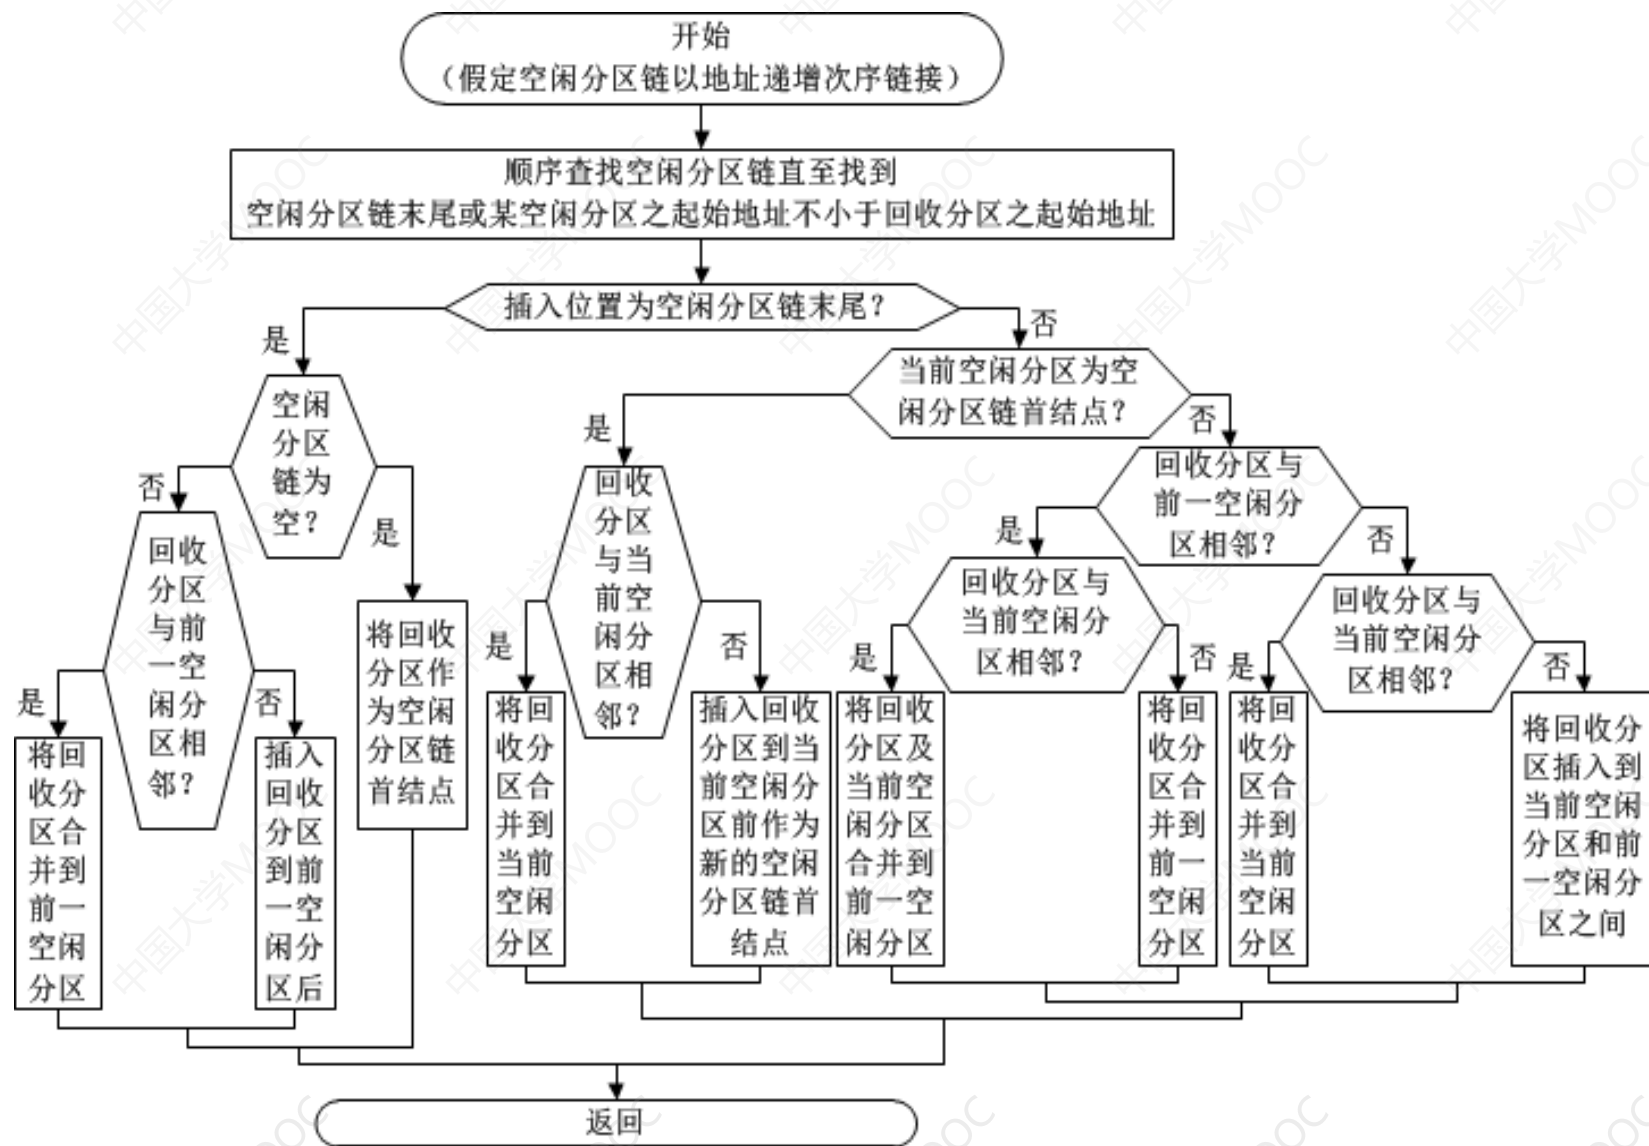 开始
（假定空闲分区链以地址递增次序链接）
顺序查找空闲分区链直至找到
空闲分区链末尾或某空闲分区之起始地址不小于回收分区之起始地址
插入位置为空闲分区链末尾？
是
否
空闲
分区
链为
空？
当前空闲分区为空
闲分区链首结点？
否
是
是
否
回收
分区
与前
一空
闲分
区相
邻？
回收
分区
与当
前空
闲分
区相
邻？
回收分区与
前一空闲分
区相邻？
是
否
回收分区与
当前空闲分
区相邻？
回收分区与
当前空闲分
区相邻？
是
否
是
否
是
否
是
否
将回
收分
区合
并到
前一
空闲
分区
插入
回收
分区
到前
一空
闲分
区后
将回收
分区作
为空闲
分区链
首结点
将回
收分
区合
并到
当前
空闲
分区
插入回收
分区到当
前空闲分
区前作为
新的空闲
分区链首
结点
将回收
分区及
当前空
闲分区
合并到
前一空
闲分区
将回
收分
区合
并到
前一
空闲
分区
将回
收分
区合
并到
当前
空闲
分区
将回收分
区插入到
当前空闲
分区和前
一空闲分
区之间
返回
中国大学MOOC